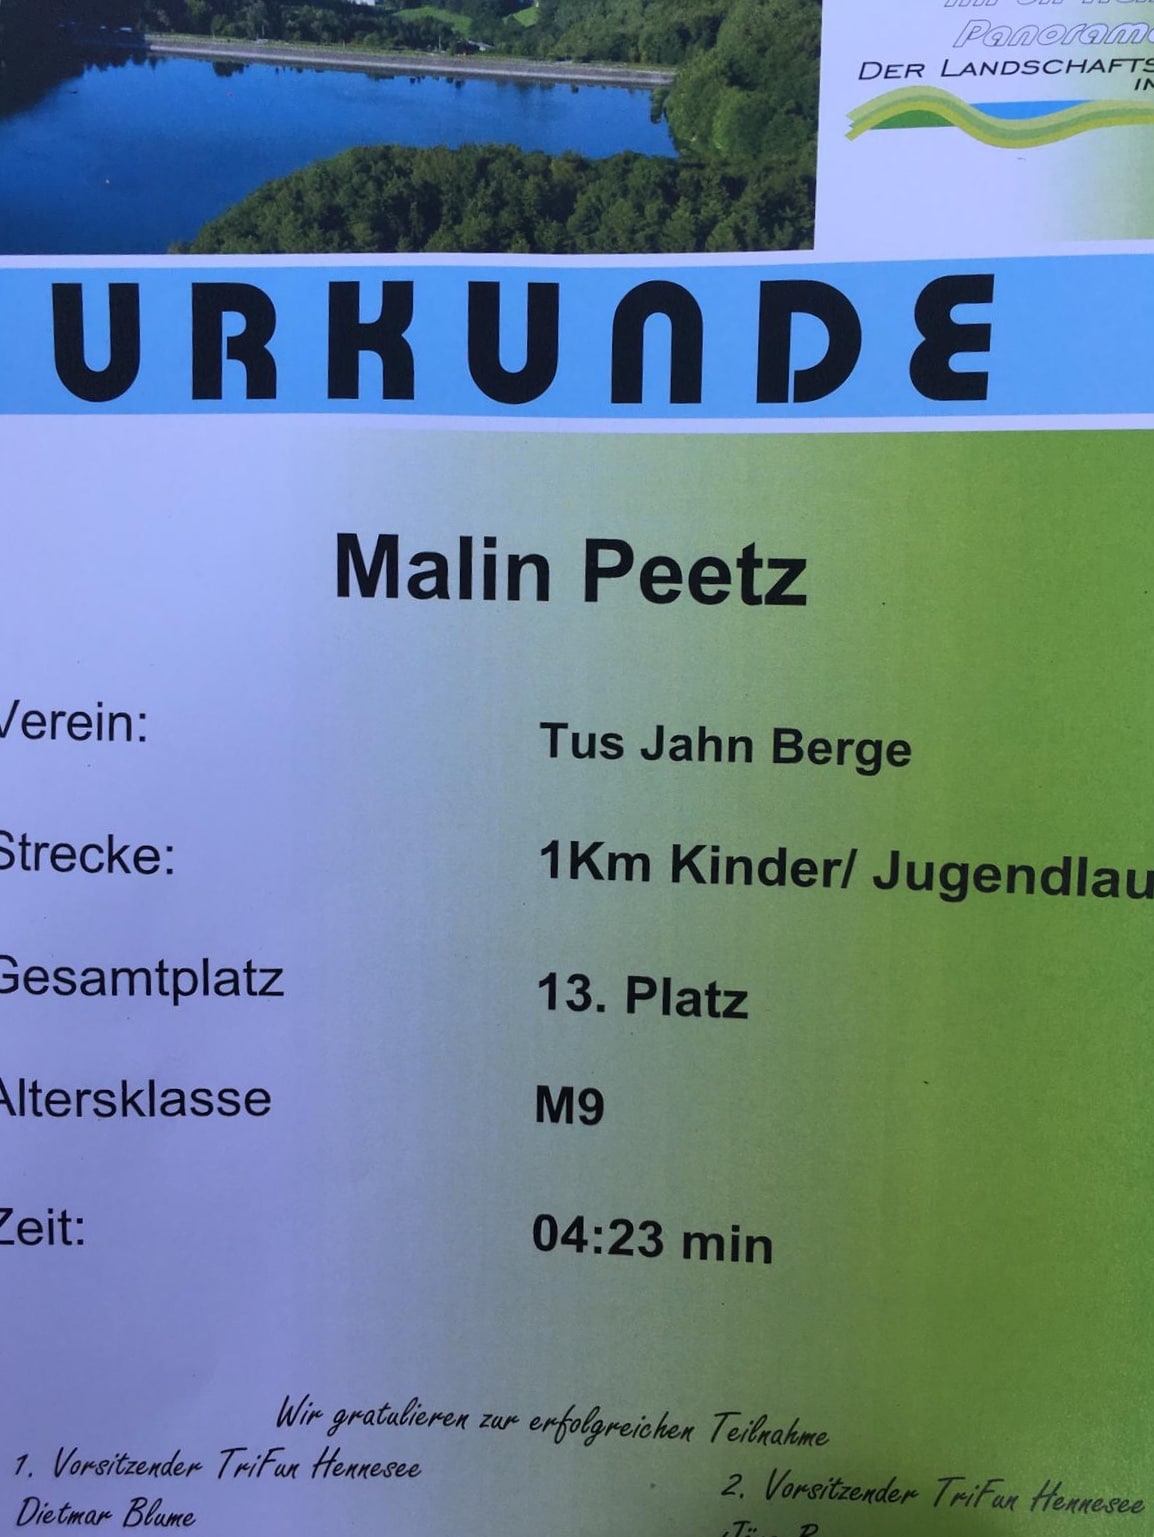 Panorama
DER LANDSCHAFTS
IN
URKUNDE
Malin Peetz
Verein: Tus Jahn Berge
Strecke: 1Km Kinder/ Jugendlau
Gesamtplatz 13. Platz
Altersklasse M9
Zeit: 04:23 min
Wir gratulieren zur erfolgreichen Teilnahme
1. Vorsitzender TriFun Hennesee
2. Vorsitzender TriFun Hennesee
Dietmar Blume